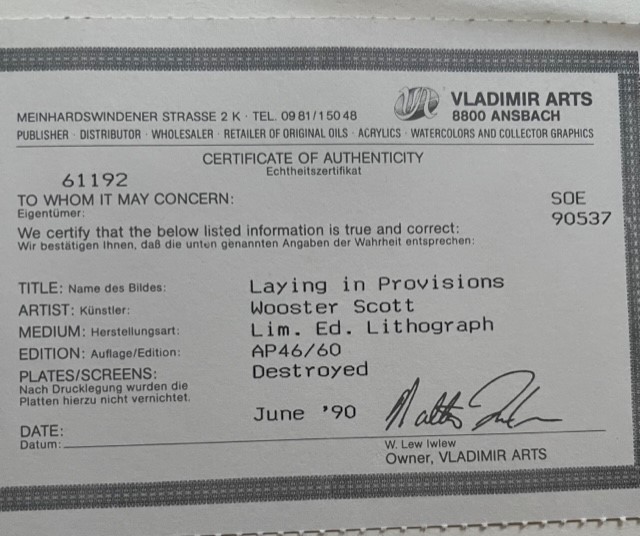 VLADIMIR ARTS
MEINHARDSWINDENER STRASSE 2 K · TEL. 09 81/1 50 48 8800 ANSBACH
PUBLISHER · DISTRIBUTOR · WHOLESALER · RETAILER OF ORIGINAL OILS · ACRYLICS · WATERCOLORS AND COLLECTOR GRAPHICS
CERTIFICATE OF AUTHENTICITY
Echtheitszertifikat
61192
TO WHOM IT MAY CONCERN: SOE
Eigentümer: 90537
We certify that the below listed information is true and correct:
Wir bestätigen Ihnen, daß die unten genannten Angaben der Wahrheit entsprechen:
TITLE: Name des Bildes: Laying in Provisions
ARTIST: Künstler: Wooster Scott
MEDIUM: Herstellungsart: Lim. Ed. Lithograph
EDITION: Auflage/Edition: AP46/60
PLATES/SCREENS: Destroyed
Nach Drucklegung wurden die
Platten hierzu nicht vernichtet.
June '90
DATE:
Datum:
W. Lew Iwlew
Owner, VLADIMIR ARTS